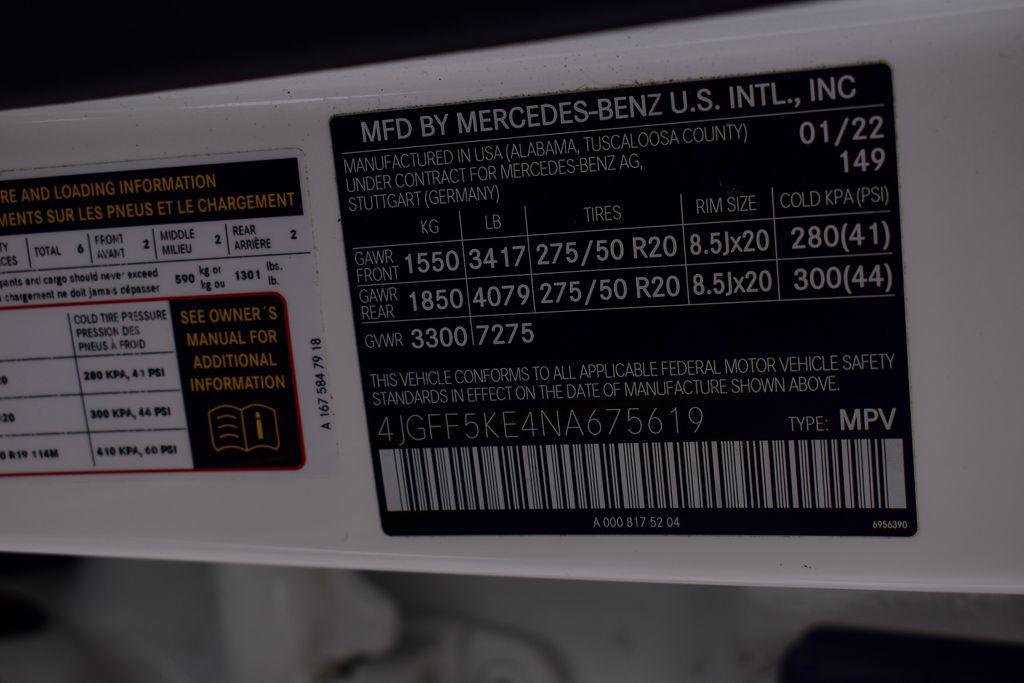 RE AND LOADING INFORMATION
MENTS SUR LES PNEUS ET LE CHARGEMENT
TOTAL 6 FRONT AVANT 2 MIDDLE MILIEU 2 REAR ARRIÈRE 2
and cargo should never exceed 590 kg or 1301 lbs.
chargement ne doit jamais dépasser kg ou lb.
COLD TIRE PRESSURE
PRESSION DES
PNEUS À FROID
280 KPA, 41 PSI
300 KPA, 44 PSI
R19 114M 410 KPA, 60 PSI
SEE OWNER'S
MANUAL FOR
ADDITIONAL
INFORMATION
A 167 584 79 18
MFD BY MERCEDES-BENZ U.S. INTL., INC
MANUFACTURED IN USA (ALABAMA, TUSCALOOSA COUNTY) 01/22
UNDER CONTRACT FOR MERCEDES-BENZ AG, 149
STUTTGART (GERMANY)
KG LB TIRES RIM SIZE COLD KPA (PSI)
GAWR FRONT 1550 3417 275/50 R20 8.5Jx20 280(41)
GAWR REAR 1850 4079 275/50 R20 8.5Jx20 300(44)
GVWR 3300 7275
THIS VEHICLE CONFORMS TO ALL APPLICABLE FEDERAL MOTOR VEHICLE SAFETY
STANDARDS IN EFFECT ON THE DATE OF MANUFACTURE SHOWN ABOVE.
4JGFF5KE4NA675619 TYPE: MPV
A 000 817 52 04 6956390